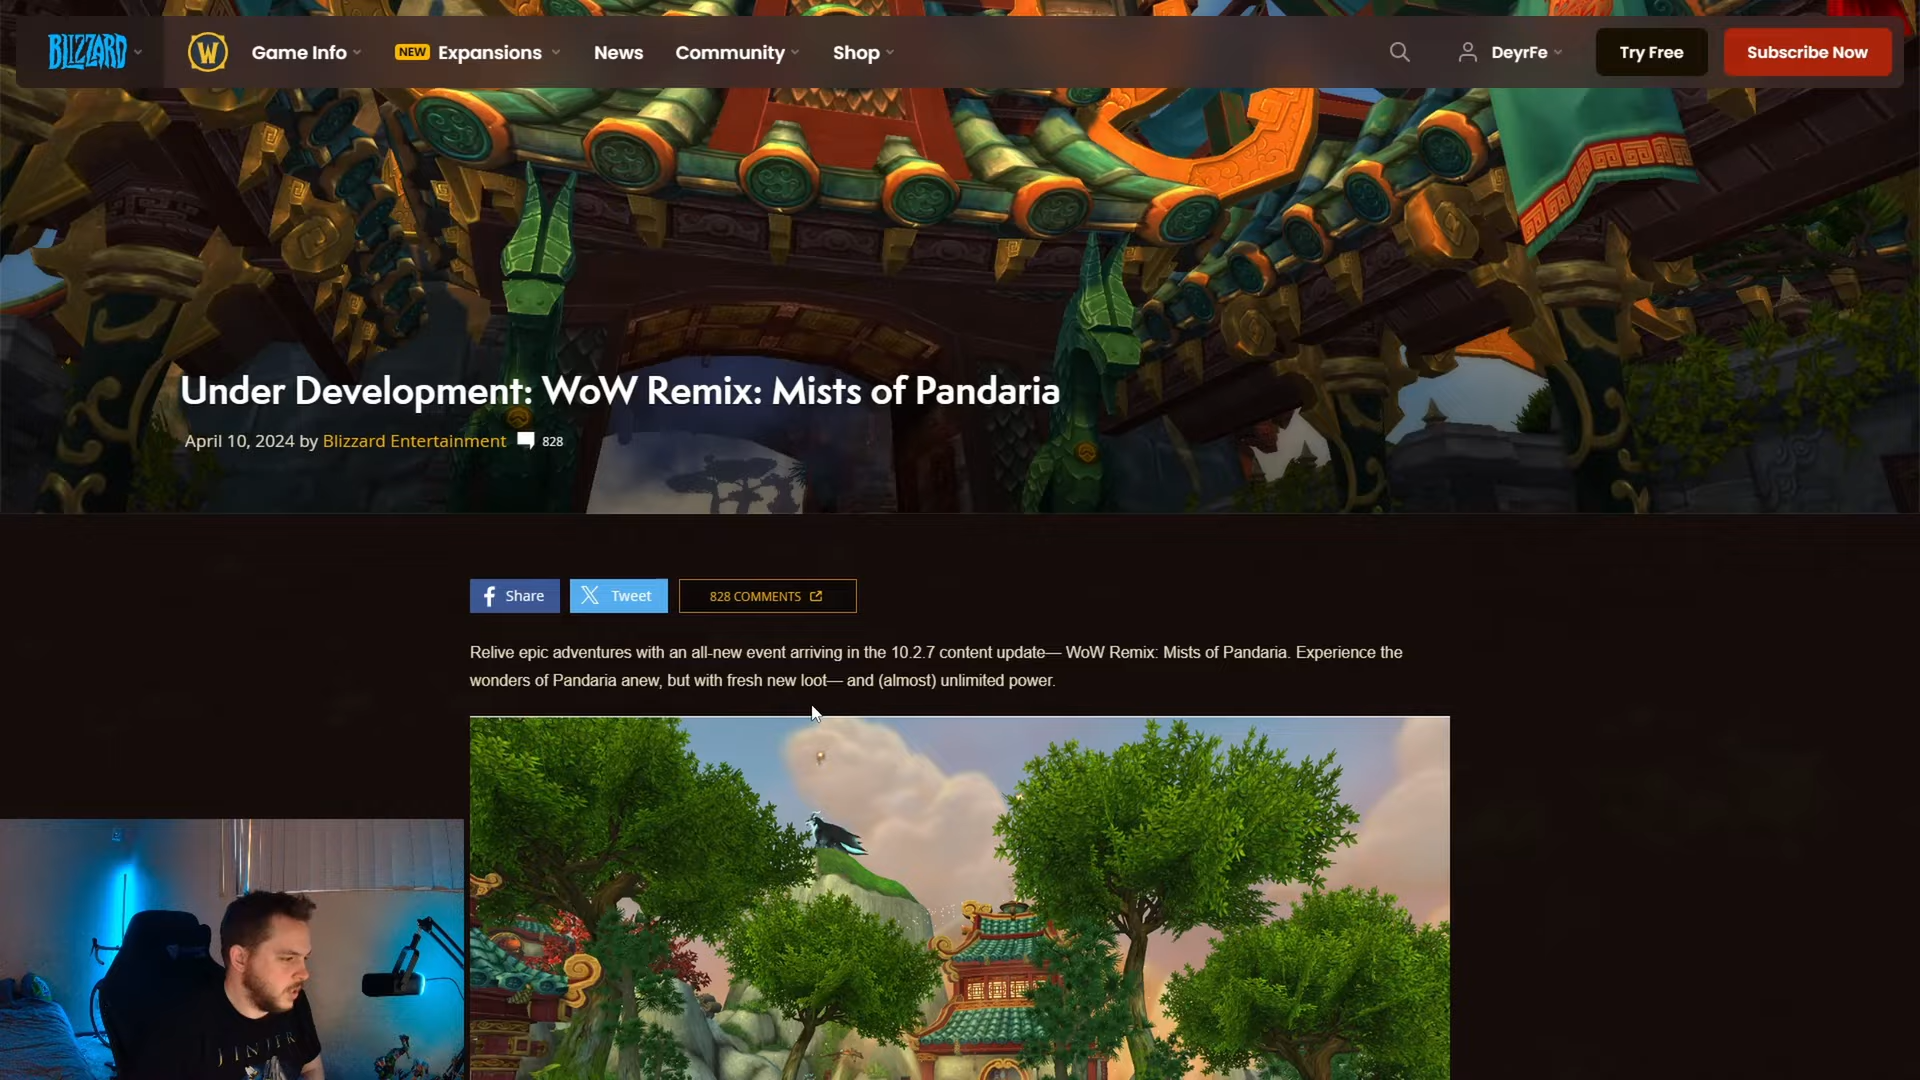 BLIZZARD
W
Game Info
NEW Expansions
News
Community
Shop
DeyrFe
Try Free
Subscribe Now
Under Development: WoW Remix: Mists of Pandaria
April 10, 2024 by Blizzard Entertainment 828
Share
Tweet
828 COMMENTS
Relive epic adventures with an all-new event arriving in the 10.2.7 content update— WoW Remix: Mists of Pandaria. Experience the
wonders of Pandaria anew, but with fresh new loot— and (almost) unlimited power.
JINJER